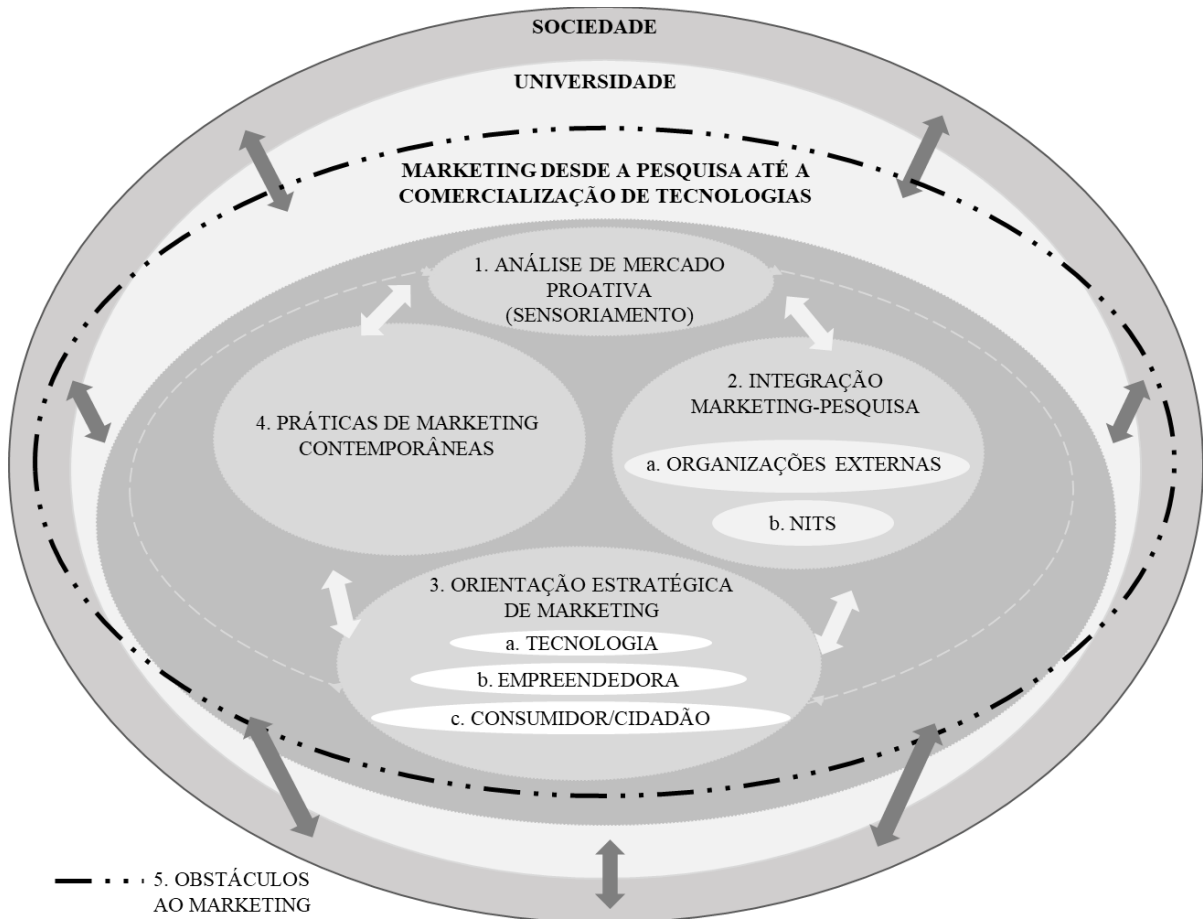 SOCIEDADE
UNIVERSIDADE
MARKETING DESDE A PESQUISA ATÉ A
COMERCIALIZAÇÃO DE TECNOLOGIAS
1. ANÁLISE DE MERCADO
PROATIVA
(SENSORIAMENTO)
2. INTEGRAÇÃO
MARKETING-PESQUISA
a. ORGANIZAÇÕES EXTERNAS
b. NITS
4. PRÁTICAS DE MARKETING
CONTEMPORÂNEAS
3. ORIENTAÇÃO ESTRATÉGICA
DE MARKETING
a. TECNOLOGIA
b. EMPREENDEDORA
c. CONSUMIDOR/CIDADÃO
5. OBSTÁCULOS
AO MARKETING